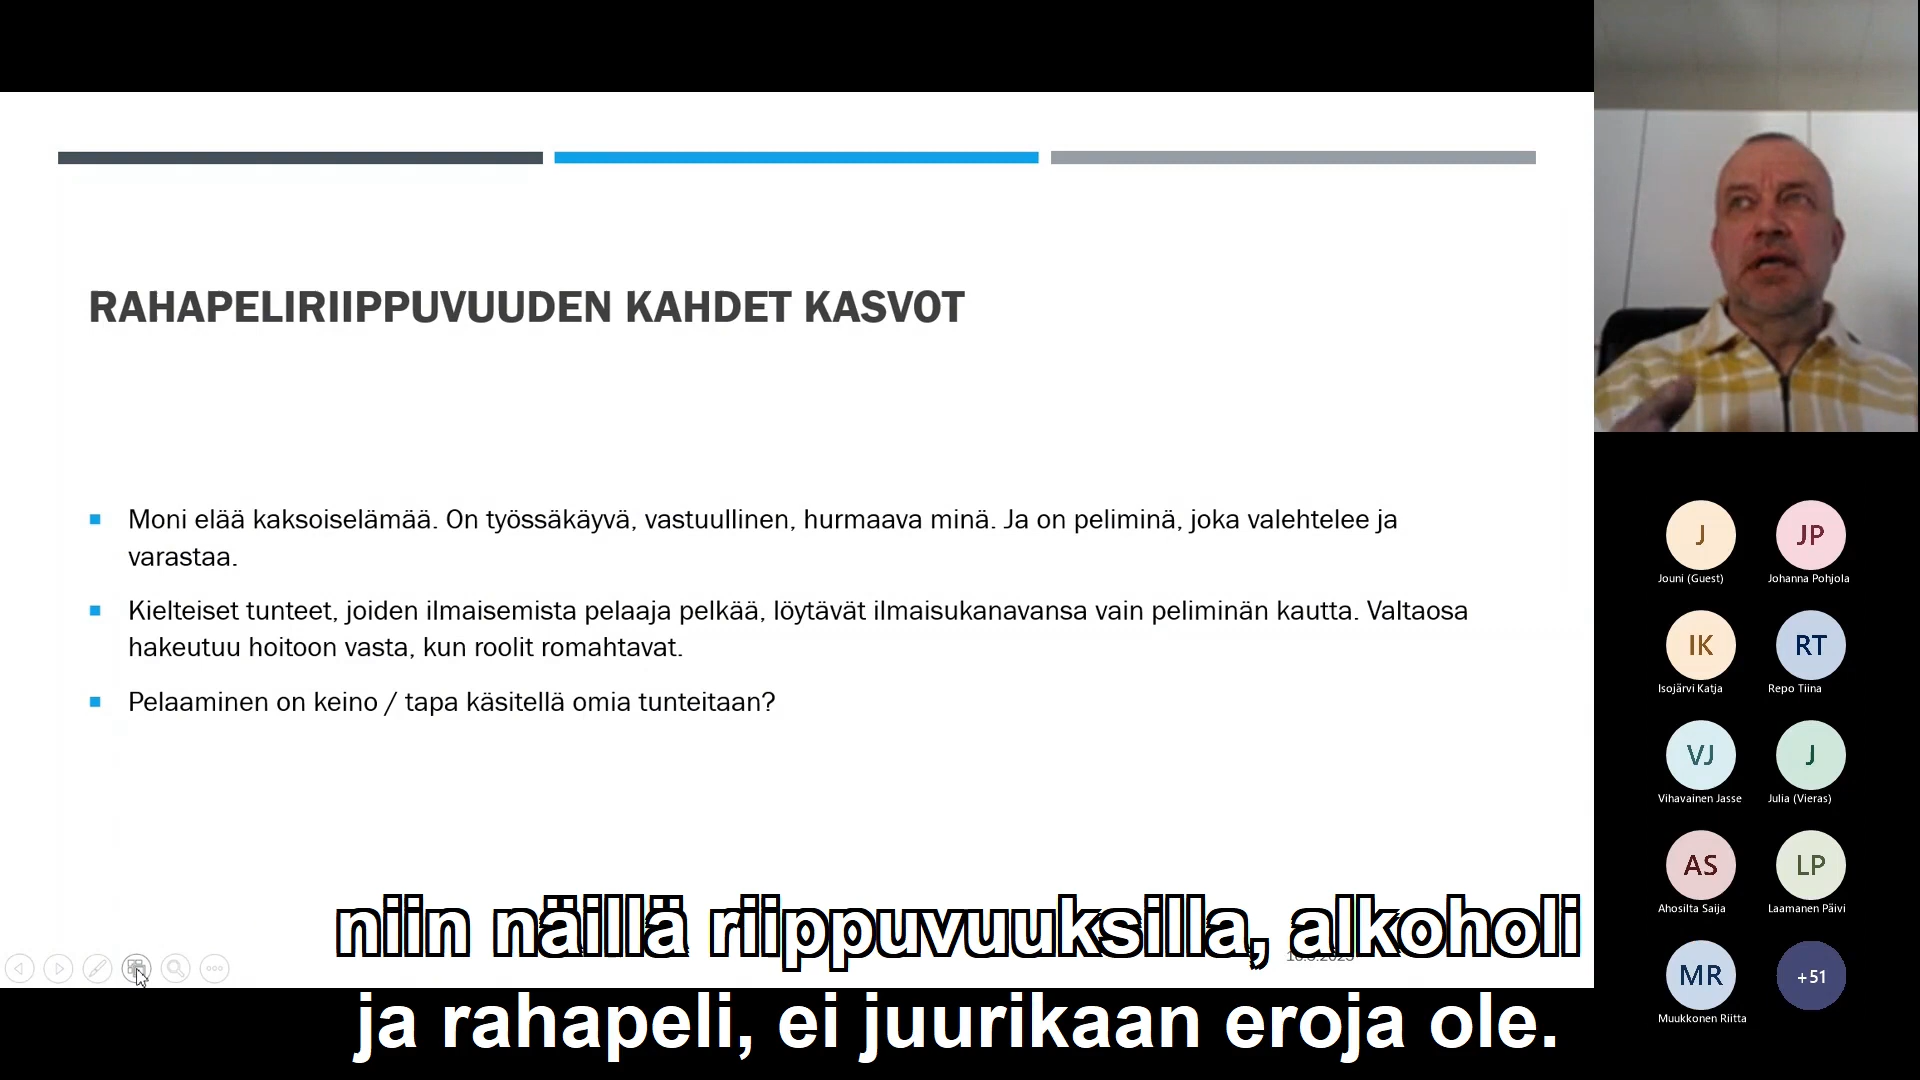 RAHAPELIRIIPPUVUUDEN KAHDET KASVOT
Moni elää kaksoiselämää. On työssäkäyvä, vastuullinen, hurmaava minä. Ja on peliminä, joka valehtelee ja
varastaa.
Kielteiset tunteet, joiden ilmaisemista pelaaja pelkää, löytävät ilmaisukanavansa vain peliminän kautta. Valtaosa
hakeutuu hoitoon vasta, kun roolit romahtavat.
Pelaaminen on keino / tapa käsitellä omia tunteitaan?
niin näillä riippuvuuksilla, alkoholi
ja rahapeli, ei juurikaan eroja ole.
J JP
Jouni (Guest) Johanna Pohjola
IK RT
Isojärvi Katja Repo Tiina
VJ J
Vihavainen Jasse Julia (Vieras)
AS LP
Ahosilta Saija Laamanen Päivi
MR +51
Muukkonen Riitta